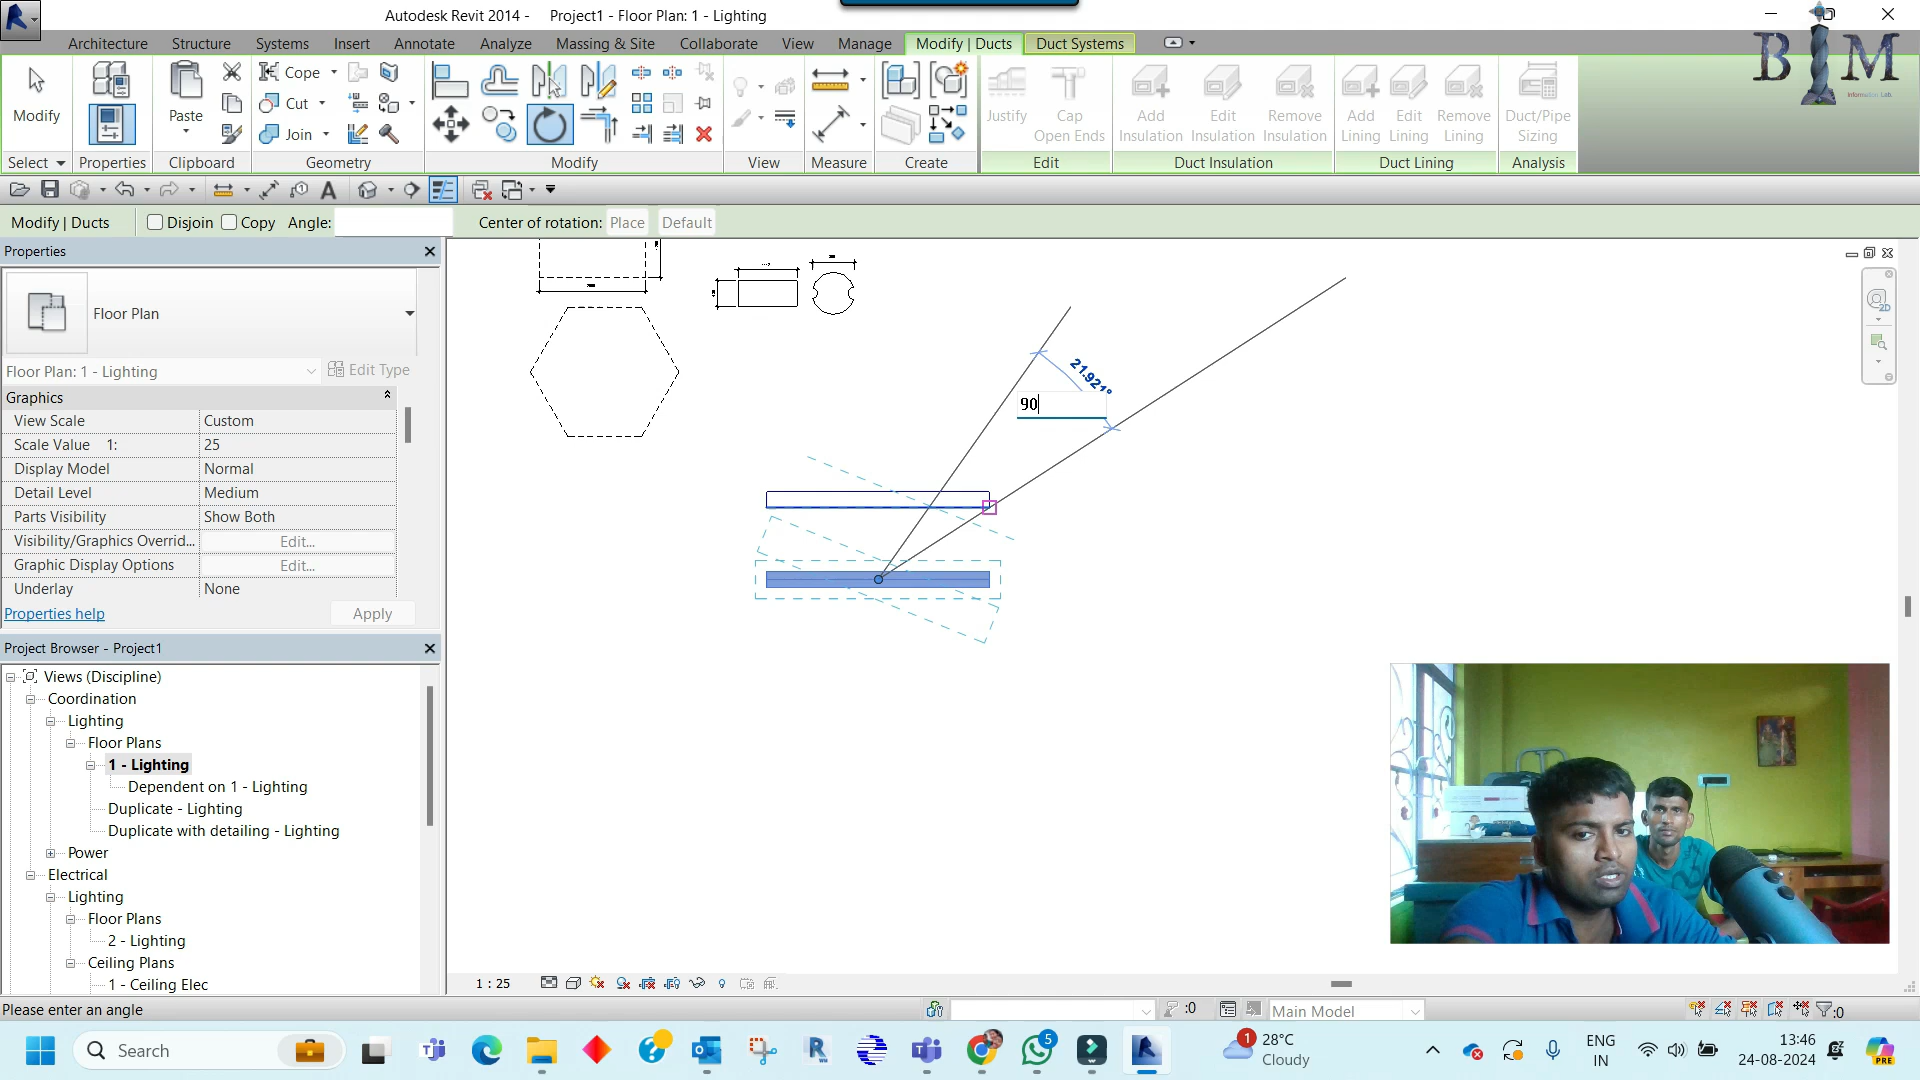 Autodesk Revit 2014 - Project1 - Floor Plan: 1 - Lighting
Architecture Structure Systems Insert Annotate Analyze Massing & Site Collaborate View Manage Modify | Ducts Duct Systems
BIM
Information Lab.
Modify
Paste
Cope
Cut
Join
Justify
Cap
Open Ends
Add
Insulation
Edit
Insulation
Remove
Insulation
Add
Lining
Edit
Lining
Remove
Lining
Duct/Pipe
Sizing
Select Properties Clipboard Geometry Modify View Measure Create Edit Duct Insulation Duct Lining Analysis
Modify | Ducts Disjoin Copy Angle: Center of rotation: Place Default
Properties
Floor Plan
Floor Plan: 1 - Lighting Edit Type
Graphics
View Scale Custom
Scale Value 1: 25
Display Model Normal
Detail Level Medium
Parts Visibility Show Both
Visibility/Graphics Overrid... Edit...
Graphic Display Options Edit...
Underlay None
Properties help Apply
21.921°
90
2D
Project Browser - Project1
Views (Discipline)
Coordination
Lighting
Floor Plans
1 - Lighting
Dependent on 1 - Lighting
Duplicate - Lighting
Duplicate with detailing - Lighting
Power
Electrical
Lighting
Floor Plans
2 - Lighting
Ceiling Plans
1 - Ceiling Elec
1 : 25
Please enter an angle :0 Main Model :0
Search
5
1
28°C
Cloudy
ENG
IN
13:46
24-08-2024
PRE